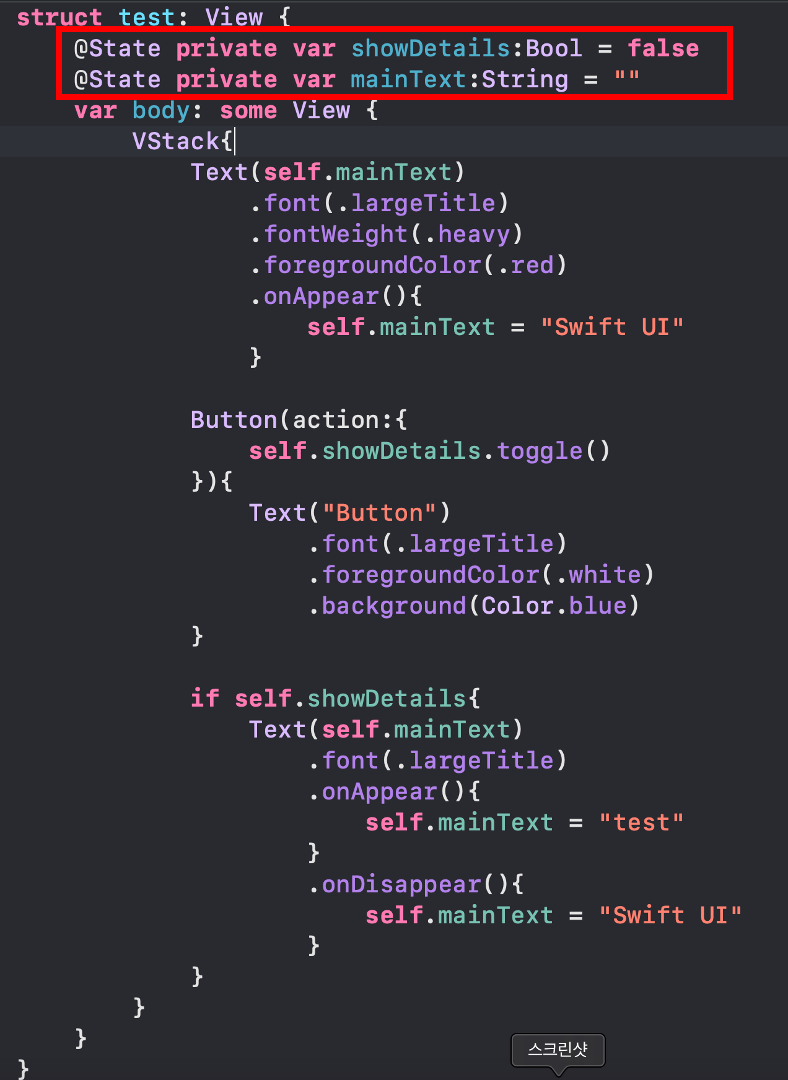 struct test: View {
    @State private var showDetails:Bool = false
    @State private var mainText:String = ""
    var body: some View {
        VStack{
            Text(self.mainText)
                .font(.largeTitle)
                .fontWeight(.heavy)
                .foregroundColor(.red)
                .onAppear(){
                    self.mainText = "Swift UI"
                }

            Button(action:{
                self.showDetails.toggle()
            }){
                Text("Button")
                    .font(.largeTitle)
                    .foregroundColor(.white)
                    .background(Color.blue)
            }

            if self.showDetails{
                Text(self.mainText)
                    .font(.largeTitle)
                    .onAppear(){
                        self.mainText = "test"
                    }
                    .onDisappear(){
                        self.mainText = "Swift UI"
                    }
            }
        }
    }
}
스크린샷